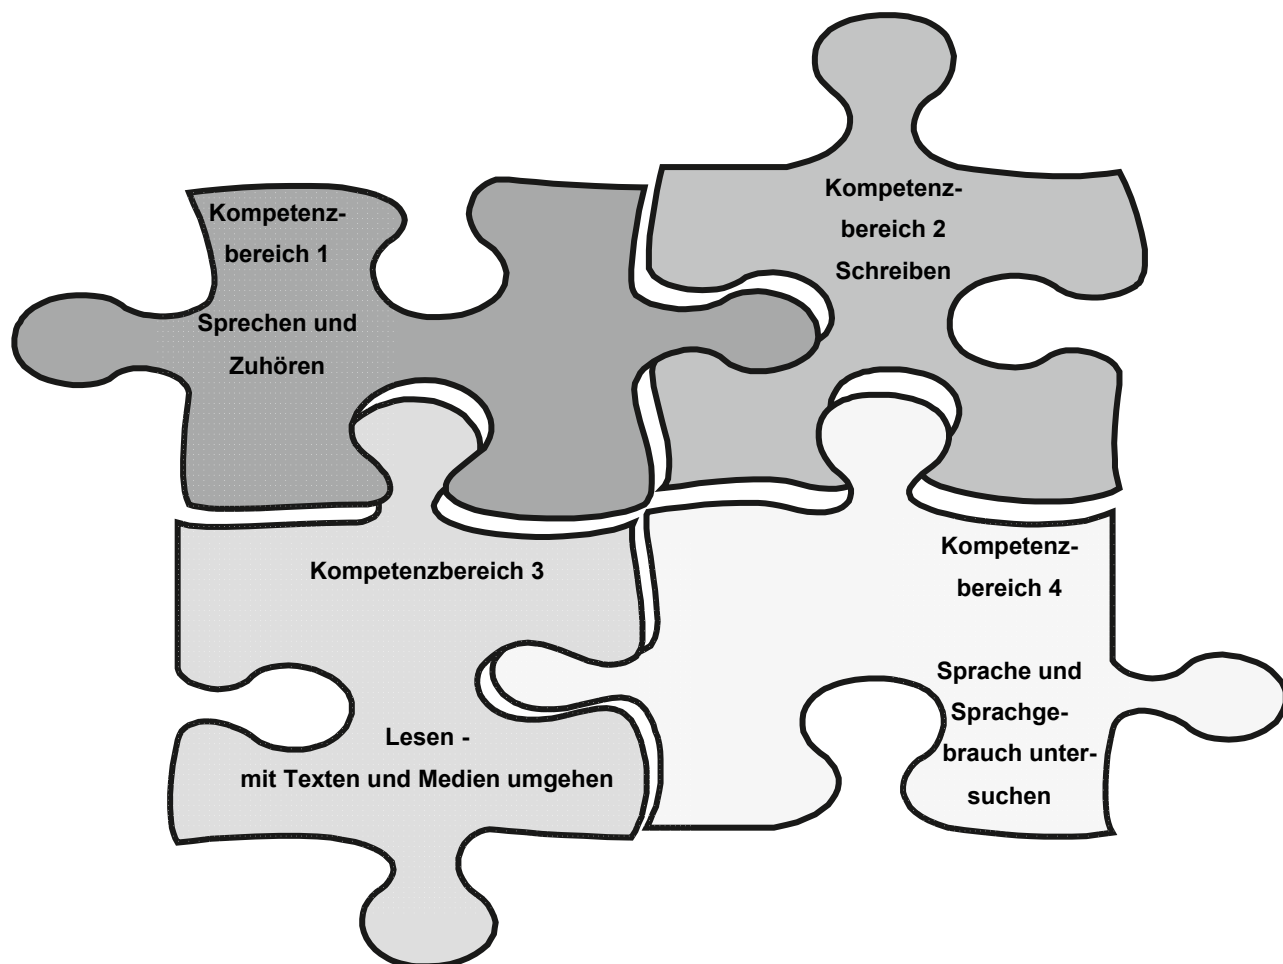 Kompetenz-
bereich 1
Sprechen und
Zuhören
Kompetenz-
bereich 2
Schreiben
Kompetenzbereich 3
Lesen -
mit Texten und Medien umgehen
Kompetenz-
bereich 4
Sprache und
Sprachge-
brauch unter-
suchen